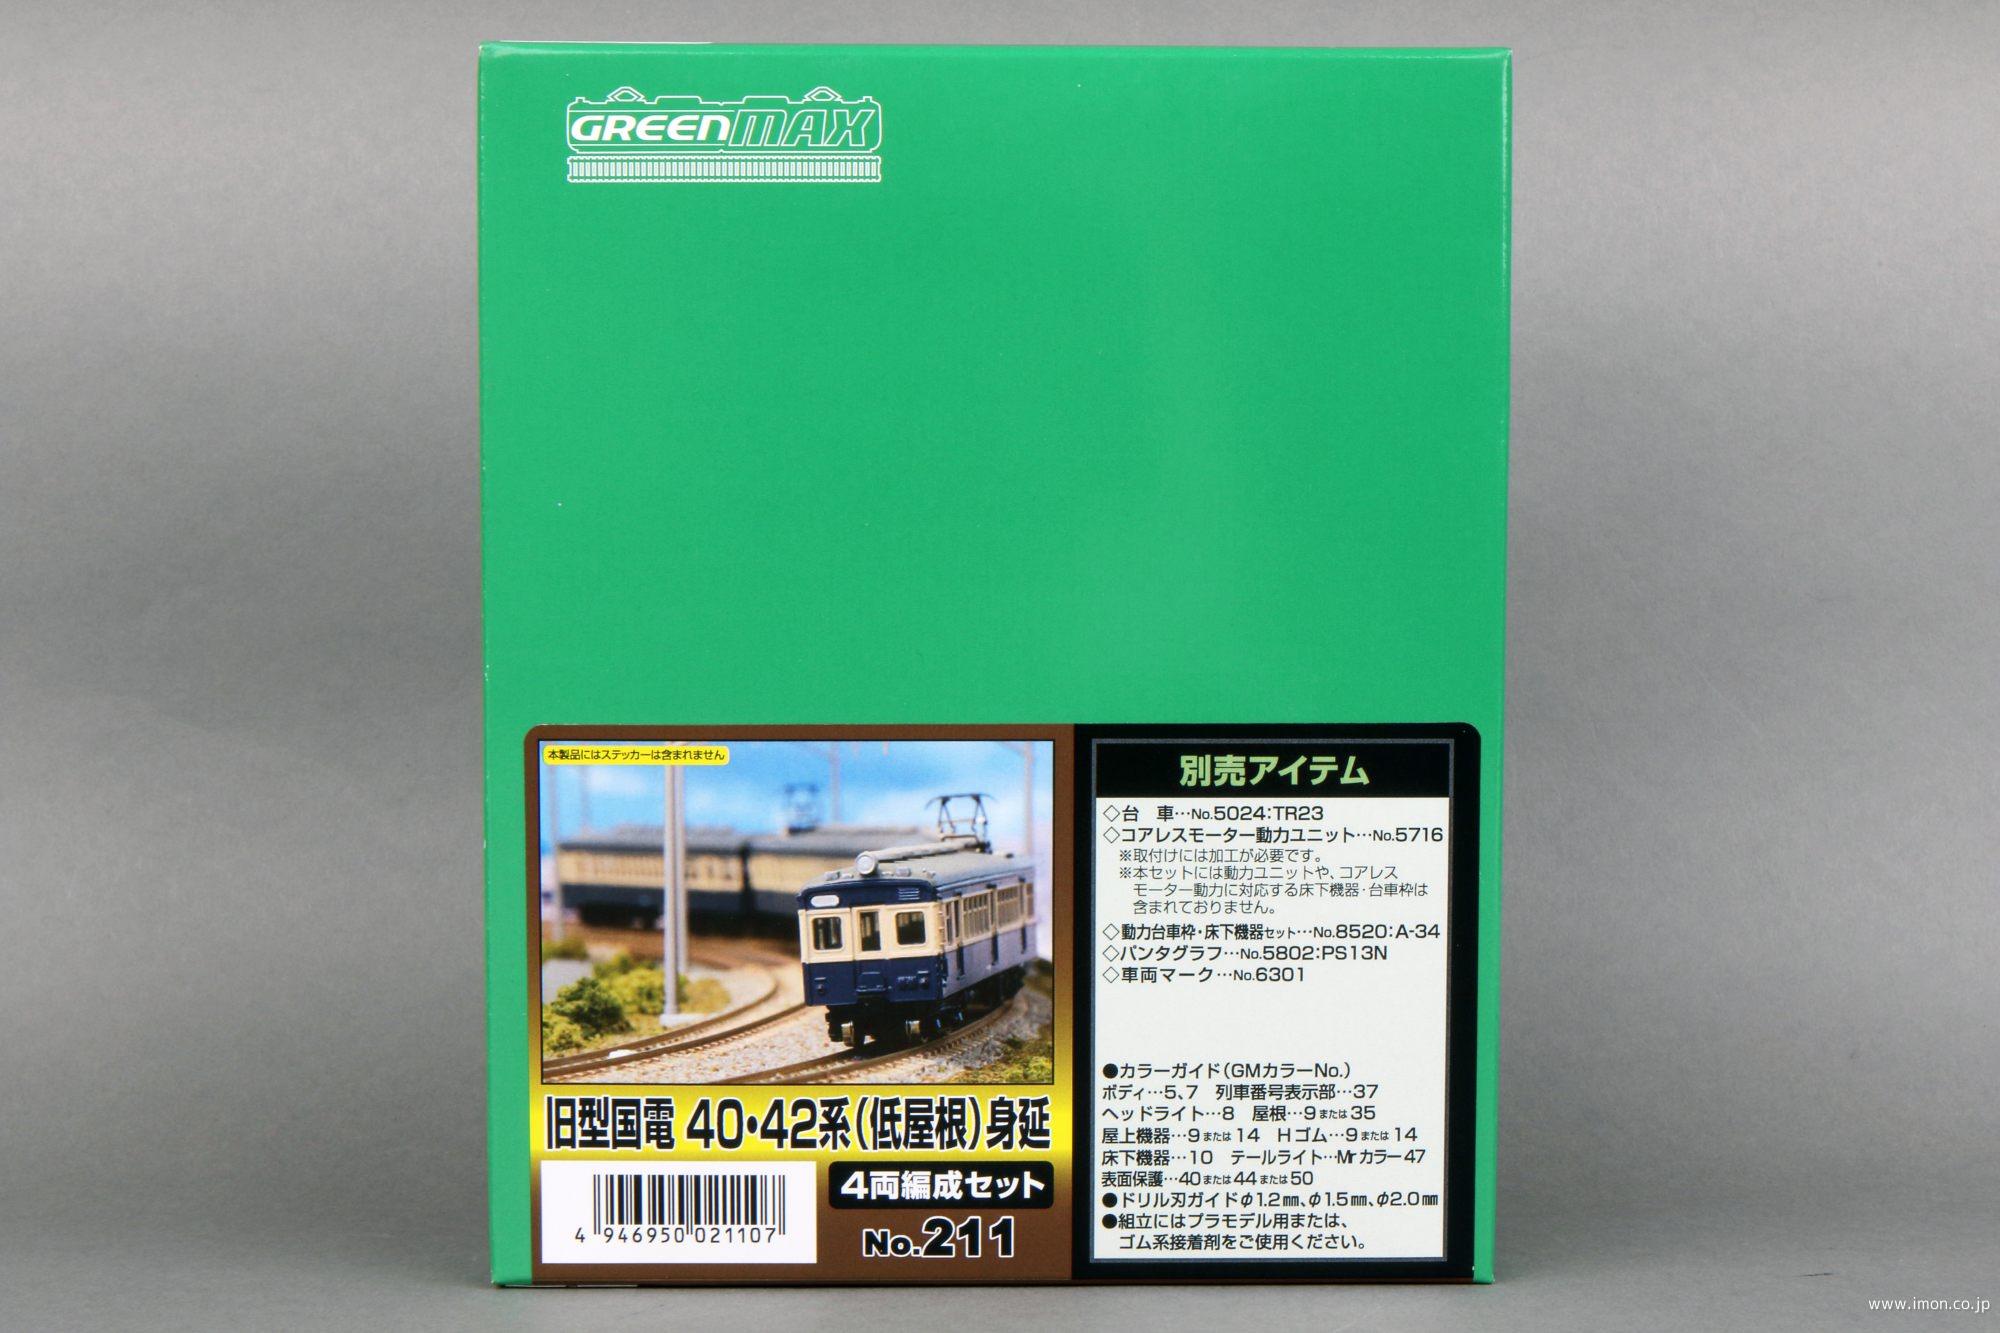 GREENMAX
本製品にはステッカーは含まれません
旧型国電 40・42系(低屋根)身延
4両編成セット
No.211
4 946950 021107
別売アイテム
◇台　車…No.5024:TR23
◇コアレスモーター動力ユニット…No.5716
※取付けには加工が必要です。
※本セットには動力ユニットや、コアレス
モーター動力に対応する床下機器・台車枠は
含まれておりません。
◇動力台車枠・床下機器セット…No.8520:A-34
◇パンタグラフ…No.5802:PS13N
◇車両マーク…No.6301
●カラーガイド(GMカラーNo.)
ボディ…5、7　列車番号表示部…37
ヘッドライト…8　屋根…9または35
屋上機器…9または14　Hゴム…9または14
床下機器…10　テールライト…Mrカラー47
表面保護…40または44または50
●ドリル刃ガイドφ1.2㎜、φ1.5㎜、φ2.0㎜
●組立にはプラモデル用または、
ゴム系接着剤をご使用ください。
www.imon.co.jp